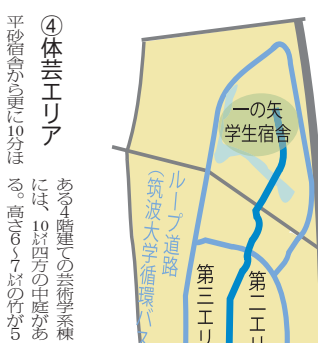 ④体芸エリア
平砂宿舎から更に10分ほ
ある4階建ての芸術学系棟
には、10㍍四方の中庭があ
る。高さ6〜7㍍の竹が5
一の矢
学生宿舎
ループ道路
（筑波大学循環バス
第三エリ
第二エリ